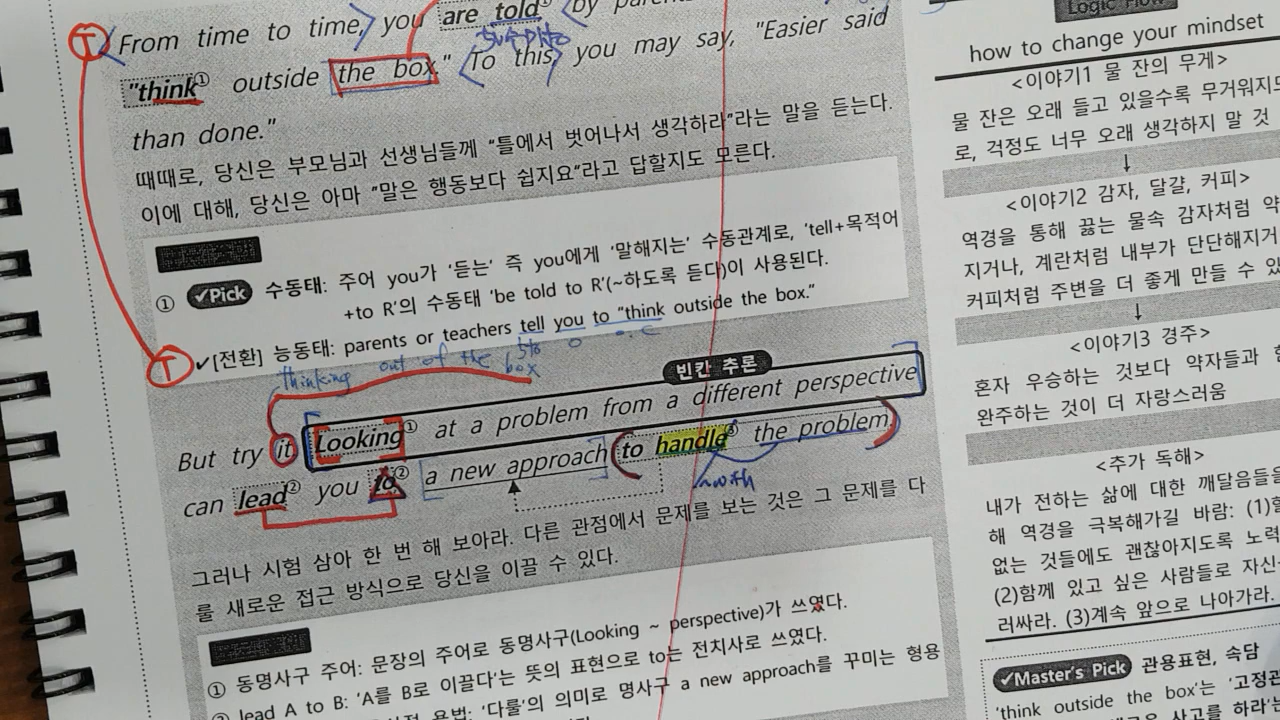 From time to time, you are told① by
"think① outside the box." To this, you may say, "Easier said
than done."
때때로, 당신은 부모님과 선생님들께 "틀에서 벗어나서 생각하라"라는 말을 듣는다.
이에 대해, 당신은 아마 "말은 행동보다 쉽지요"라고 답할지도 모른다.
① ✓Pick 수동태: 주어 you가 '듣는' 즉 you에게 '말해지는' 수동관계로, 'tell+목적어
+to R'의 수동태 'be told to R'(~하도록 듣다)이 사용된다.
✓[전환] 능동태: parents or teachers tell you to "think outside the box."
thinking out of the box
빈칸 추론
But try it Looking① at a problem from a different perspective
can lead② you to② a new approach to handle③ the problem.
with
그러나 시험 삼아 한 번 해 보아라. 다른 관점에서 문제를 보는 것은 그 문제를 다
룰 새로운 접근 방식으로 당신을 이끌 수 있다.
① 동명사구 주어: 문장의 주어로 동명사구(Looking ~ perspective)가 쓰였다.
② lead A to B: 'A를 B로 이끌다'는 뜻의 표현으로 to는 전치사로 쓰였다.
용법: '다룰'의 의미로 명사구 a new approach를 꾸미는 형용
Logic Flow
how to change your mindset
<이야기1 물 잔의 무게>
물 잔은 오래 들고 있을수록 무거워지므
로, 걱정도 너무 오래 생각하지 말 것
↓
<이야기2 감자, 달걀, 커피>
역경을 통해 끓는 물속 감자처럼 약
지거나, 계란처럼 내부가 단단해지거
커피처럼 주변을 더 좋게 만들 수 있
↓
<이야기3 경주>
혼자 우승하는 것보다 약자들과 함
완주하는 것이 더 자랑스러움
<추가 독해>
내가 전하는 삶에 대한 깨달음들을
해 역경을 극복해가길 바람: (1)
없는 것들에도 괜찮아지도록 노력
(2)함께 있고 싶은 사람들로 자신
러싸라. (3)계속 앞으로 나아가라.
✓Master's Pick 관용표현, 속담
'think outside the box'는 '고정관
사고를 하라'는